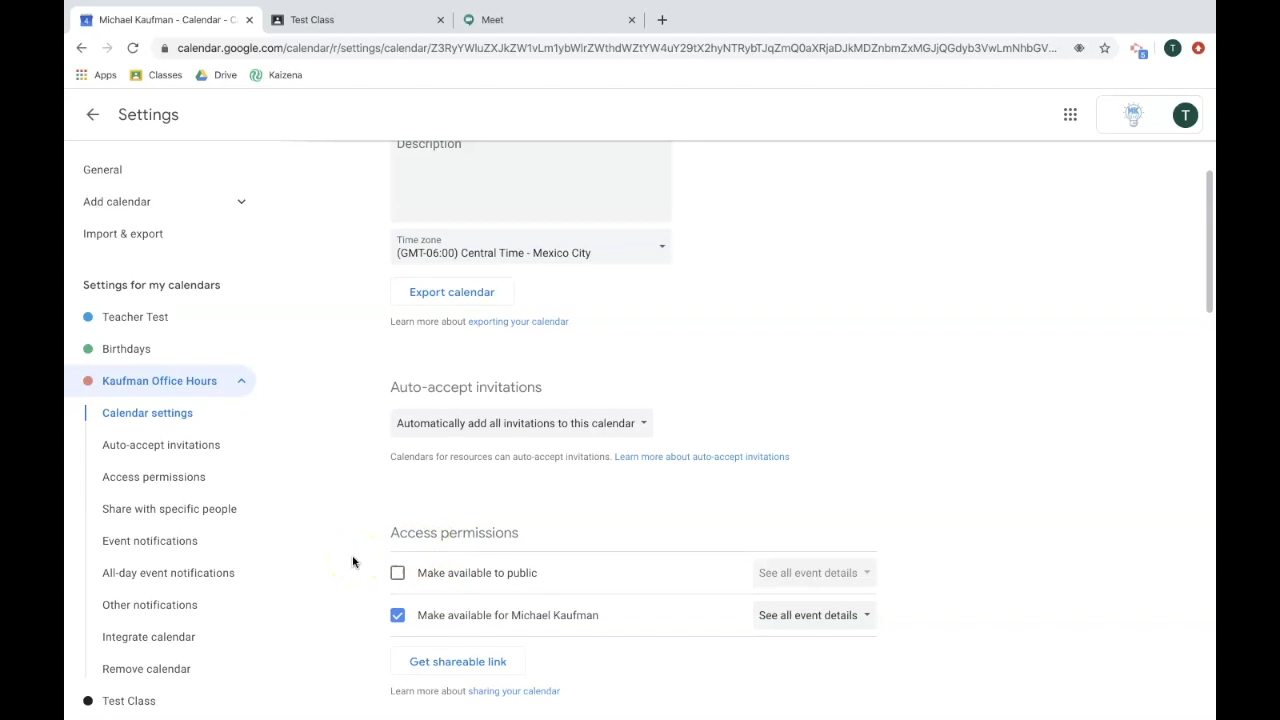 Michael Kaufman - Calendar - C
Test Class
Meet
calendar.google.com/calendar/r/settings/calendar/Z3RyYWluZXJkZW1vLm1ybWlrZWthdWZtYW4uY29tX2hyNTRybTJqZmQ0aXRjaDJkMDZnbmZxMGJjQGdyb3VwLmNhbGV...
5
T
Apps
Classes
Drive
Kaizena
Settings
MK
T
General
Add calendar
Import & export
Settings for my calendars
Teacher Test
Birthdays
Kaufman Office Hours
Calendar settings
Auto-accept invitations
Access permissions
Share with specific people
Event notifications
All-day event notifications
Other notifications
Integrate calendar
Remove calendar
Test Class
Description
Time zone
(GMT-06:00) Central Time - Mexico City
Export calendar
Learn more about exporting your calendar
Auto-accept invitations
Automatically add all invitations to this calendar
Calendars for resources can auto-accept invitations. Learn more about auto-accept invitations
Access permissions
Make available to public
See all event details
Make available for Michael Kaufman
See all event details
Get shareable link
Learn more about sharing your calendar